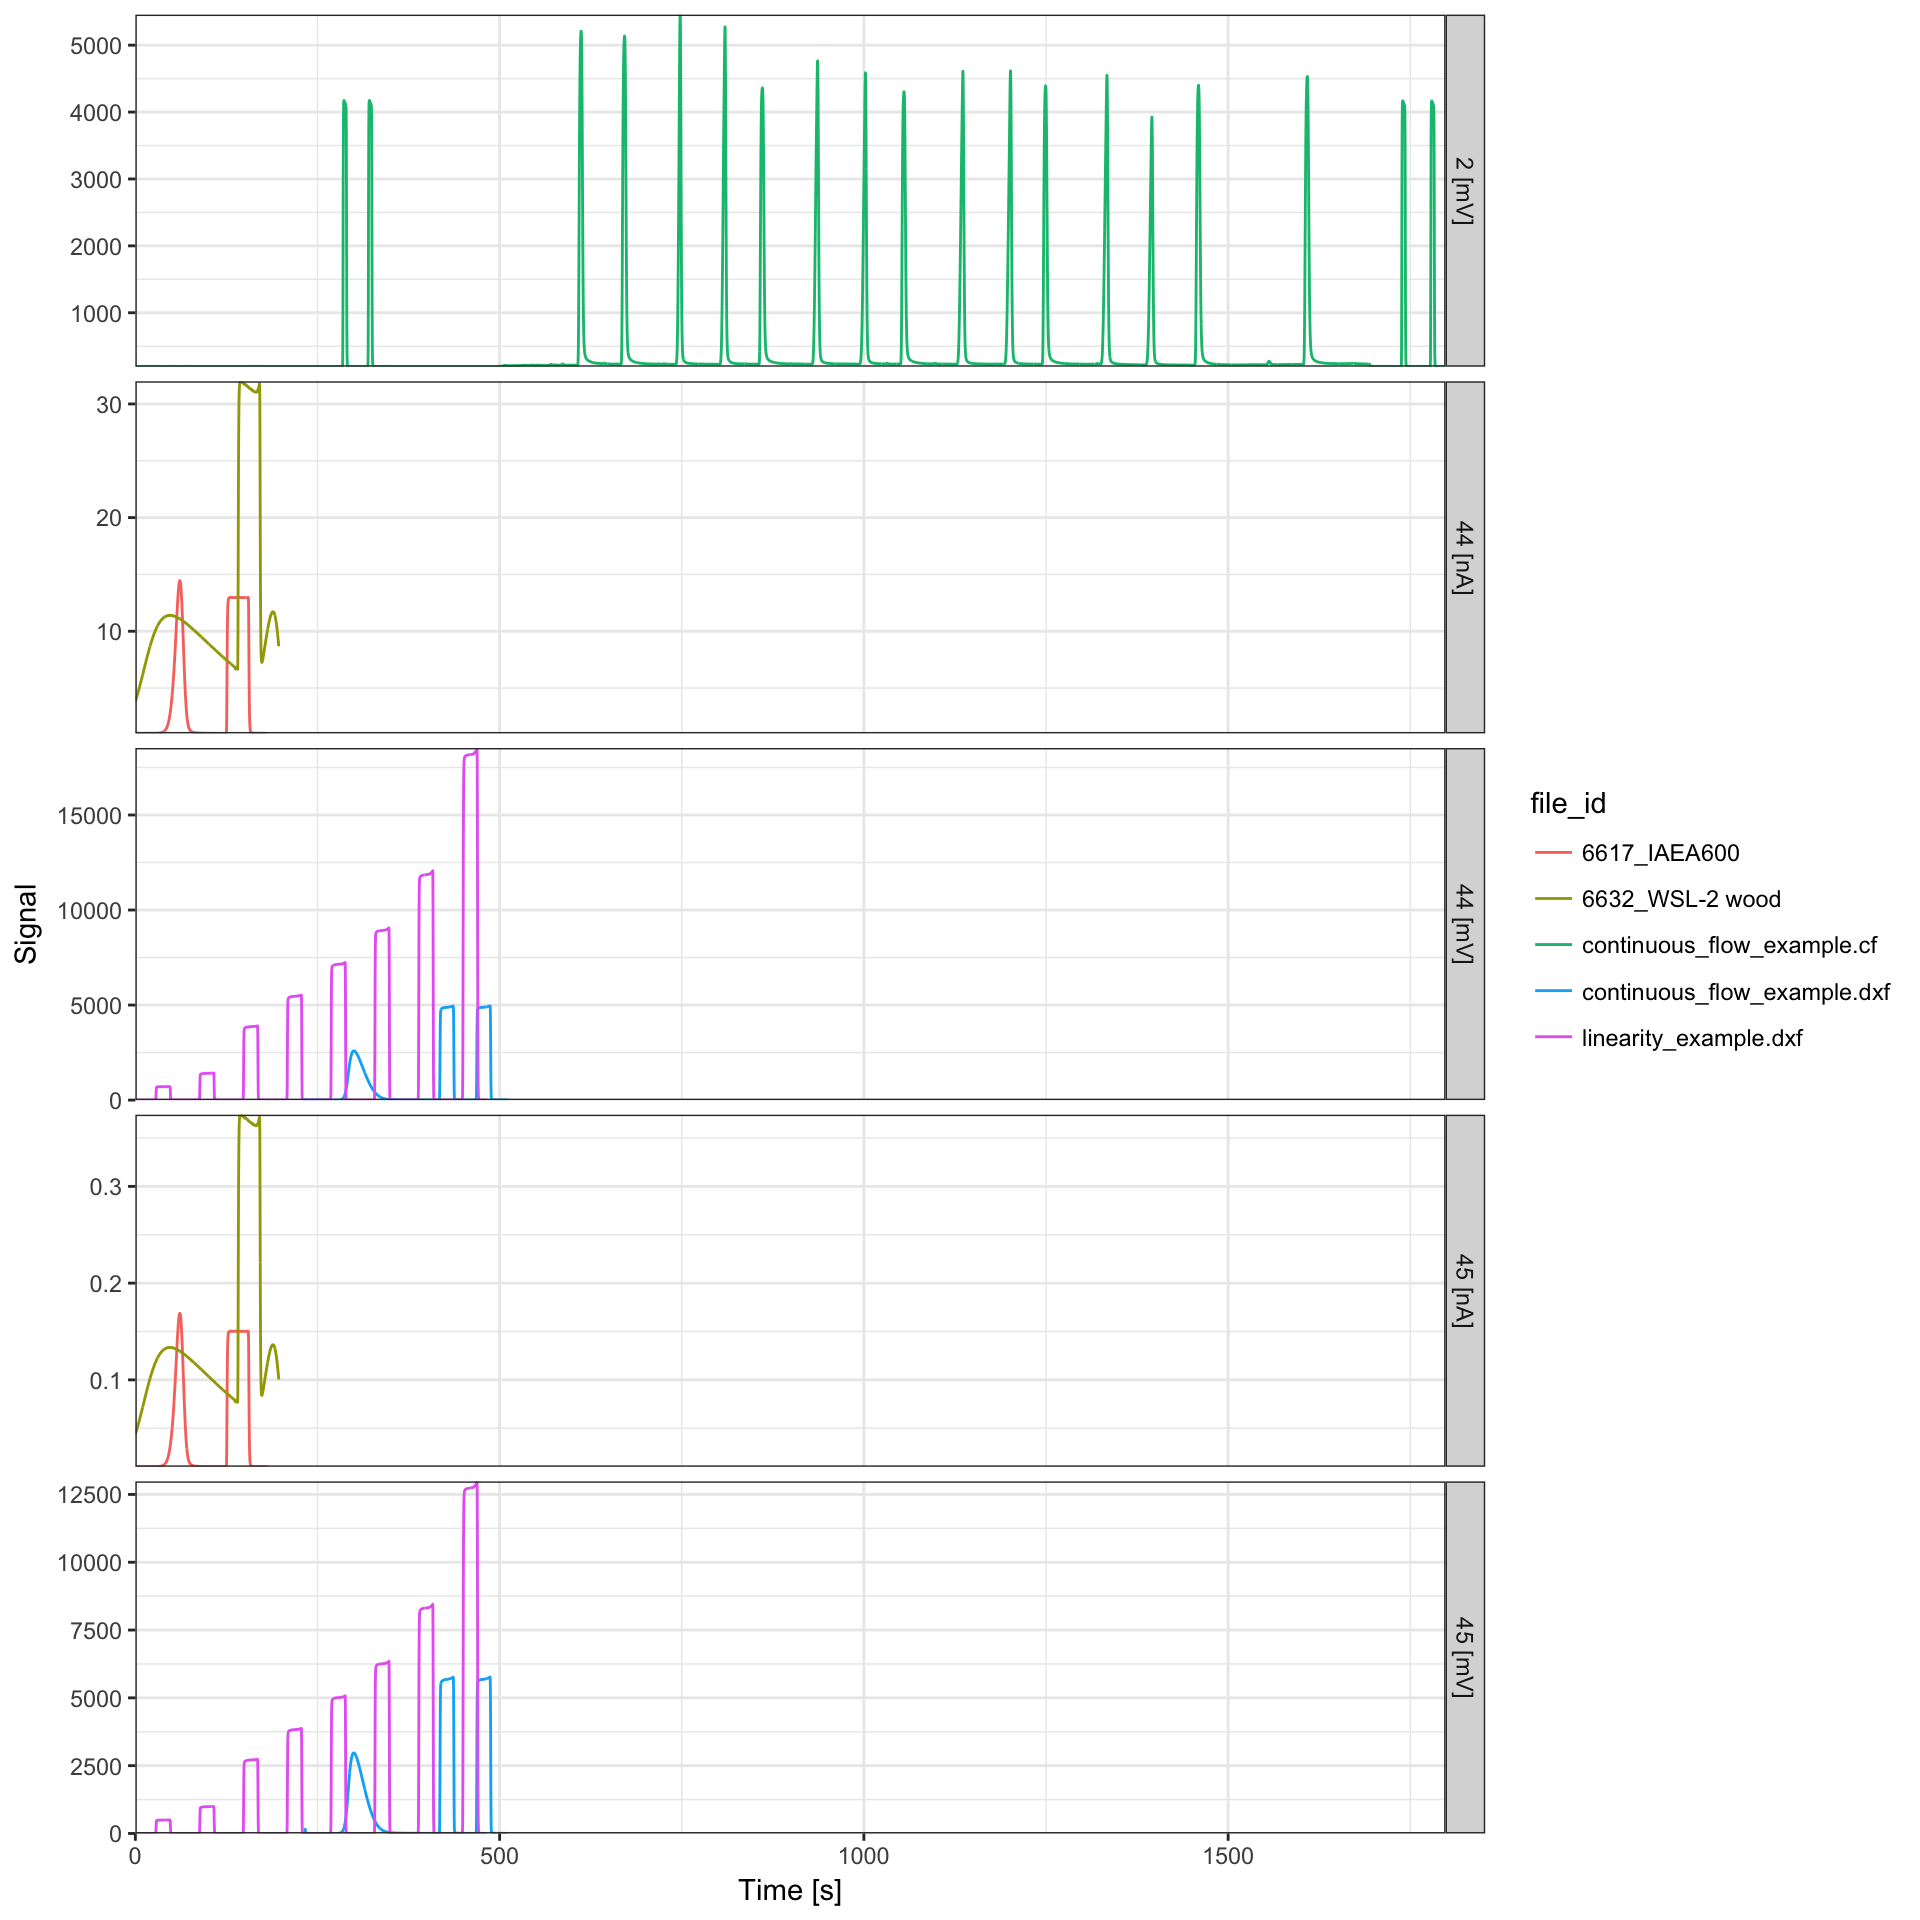 5000
4000
3000
2000
1000
2 [mV]
30
20
10
44 [nA]
15000
10000
5000
0
44 [mV]
0.3
0.2
0.1
45 [nA]
12500
10000
7500
5000
2500
0
45 [mV]
0 500 1000 1500
Time [s]
Signal
file_id
6617_IAEA600
6632_WSL-2 wood
continuous_flow_example.cf
continuous_flow_example.dxf
linearity_example.dxf